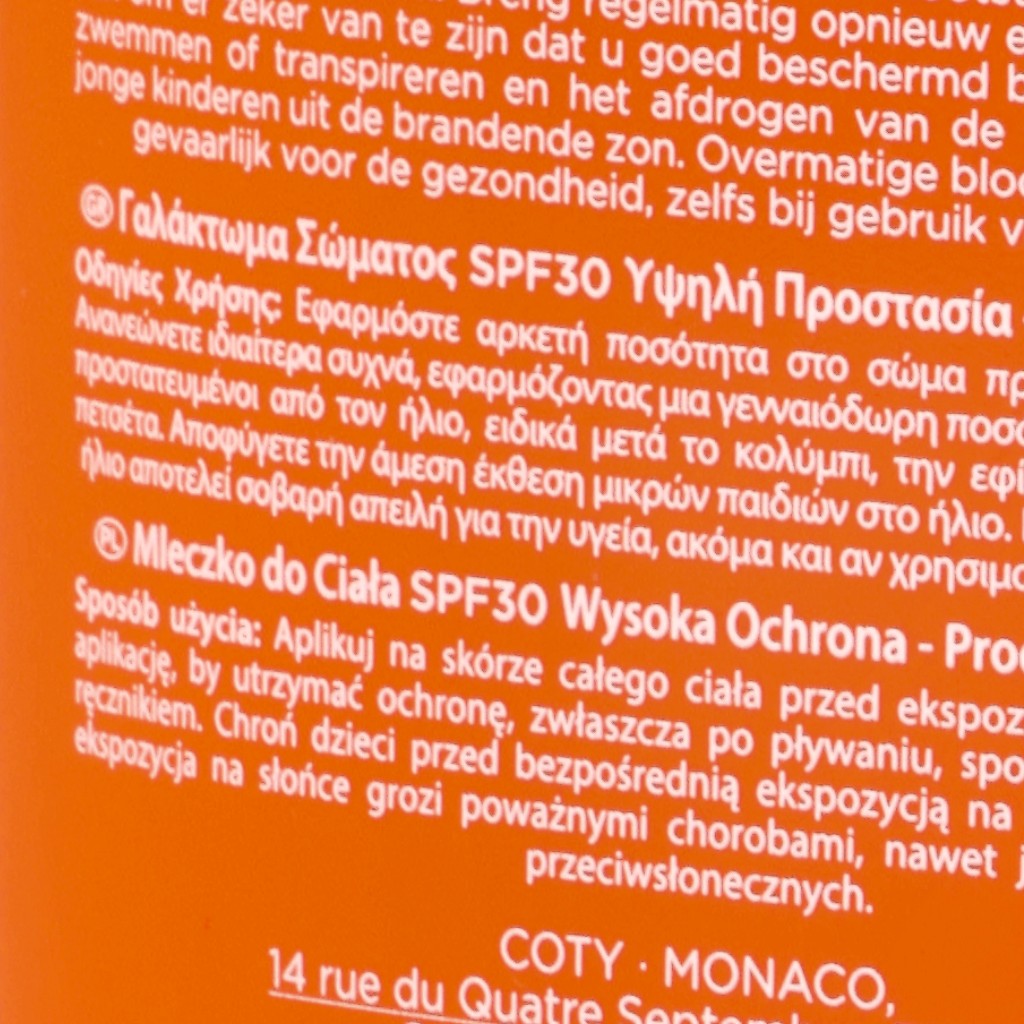 er zeker van te zijn dat u goed beschermd
regelmatig opnieuw
zwemmen of transpireren en het afdrogen van de
jonge kinderen uit de brandende zon. Overmatige
gevaarlijk voor de gezondheid, zelfs bij gebruik
GR Γαλάκτωμα Σώματος SPF30 Υψηλή Προστασία
Οδηγίες Χρήσης: Εφαρμόστε αρκετή ποσότητα στο σώμα
Ανανεώνετε ιδιαίτερα συχνά, εφαρμόζοντας μια γενναιόδωρη
προστατευμένοι από τον ήλιο, ειδικά μετά το κολύμπι, την
πετσέτα. Αποφύγετε την άμεση έκθεση μικρών παιδιών στο ήλιο.
ήλιο αποτελεί σοβαρή απειλή για την υγεία, ακόμα και αν
PL Mleczko do Ciała SPF30 Wysoka Ochrona -
Sposób użycia: Aplikuj na skórze całego ciała przed
aplikację, by utrzymać ochronę, zwłaszcza po pływaniu,
ręcznikiem. Chroń dzieci przed bezpośrednią ekspozycją na
ekspozycja na słońce grozi poważnymi chorobami, nawet
przeciwsłonecznych.
COTY · MONACO,
14 rue du Quatre